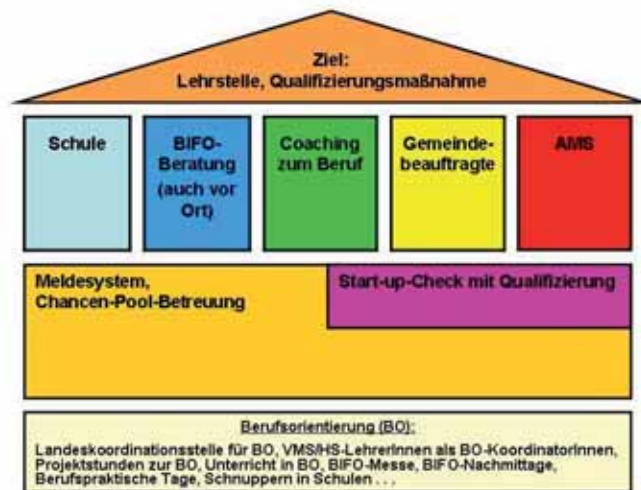 Ziel:
Lehrstelle, Qualifizierungsmaßnahme
Schule
BIFO-
Beratung
(auch vor
Ort)
Coaching
zum Beruf
Gemeinde-
beauftragte
AMS
Meldesystem,
Chancen-Pool-Betreuung
Start-up-Check mit Qualifizierung
Berufsorientierung (BO):
Landeskoordinationsstelle für BO, VMS/HS-LehrerInnen als BO-KoordinatorInnen,
Projektstunden zur BO, Unterricht in BO, BIFO-Messe, BIFO-Nachmittage,
Berufspraktische Tage, Schnuppern in Schulen . . .